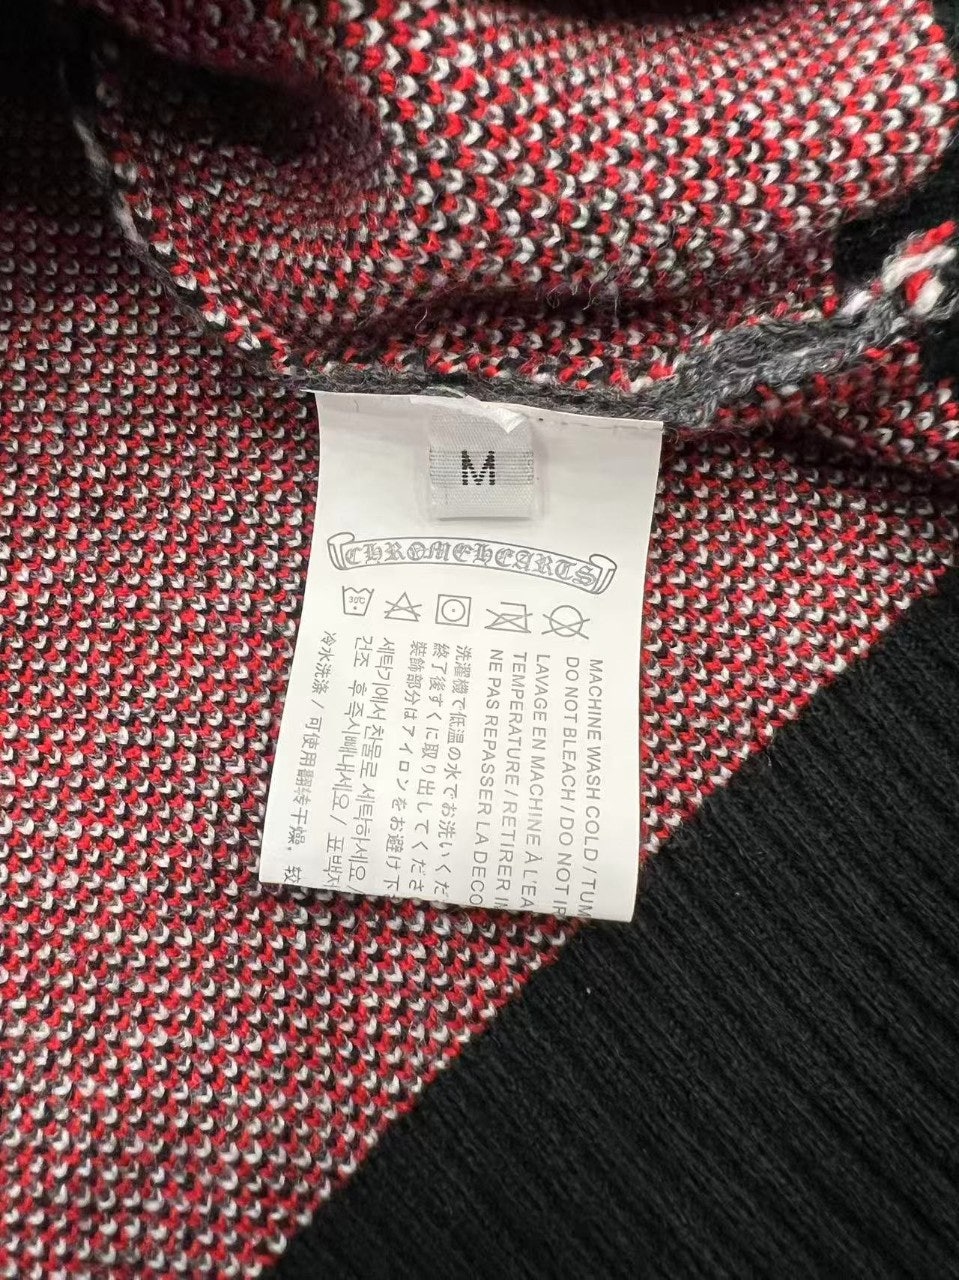 M
CHROMEHEARTS
30C
MACHINE WASH COLD / TUM
DO NOT BLEACH / DO NOT IR
LAVAGE EN MACHINE À L'EA
TEMPERATURE / RETIRER
NE PAS REPASSER LA DECO
洗濯機で低温の水でお洗いくだ
終了後すぐに取り出してくださ
装飾部分はアイロンをお避け下
세탁기에서 찬물로 세탁하세요 /
건조 후 즉시빼내세요 / 표백
冷水洗涤 / 可使用翻转干燥, 较